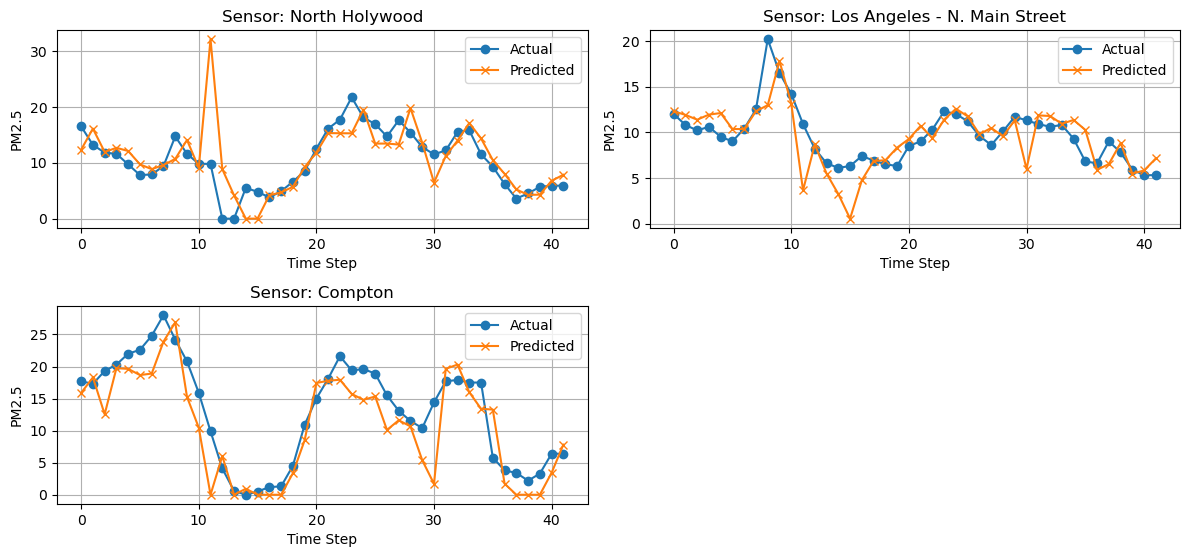 Sensor: North Holywood
PM2.5
30
20
10
0
Actual
Predicted
0 10 20 30 40
Time Step
Sensor: Los Angeles - N. Main Street
PM2.5
20
15
10
5
0
Actual
Predicted
0 10 20 30 40
Time Step
Sensor: Compton
PM2.5
25
20
15
10
5
0
Actual
Predicted
0 10 20 30 40
Time Step